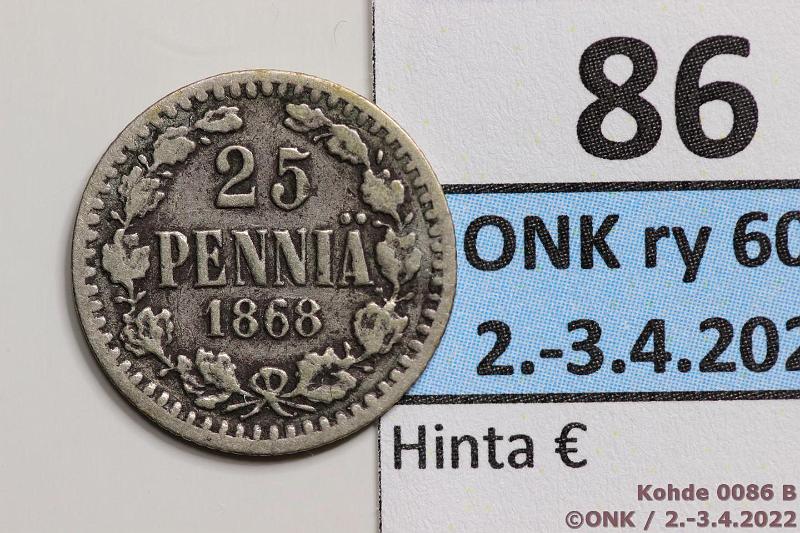 25
PENNIÄ
1868
86
ONK ry 60
2.-3.4.202
Hinta €
Kohde 0086 B
©ONK / 2.-3.4.2022